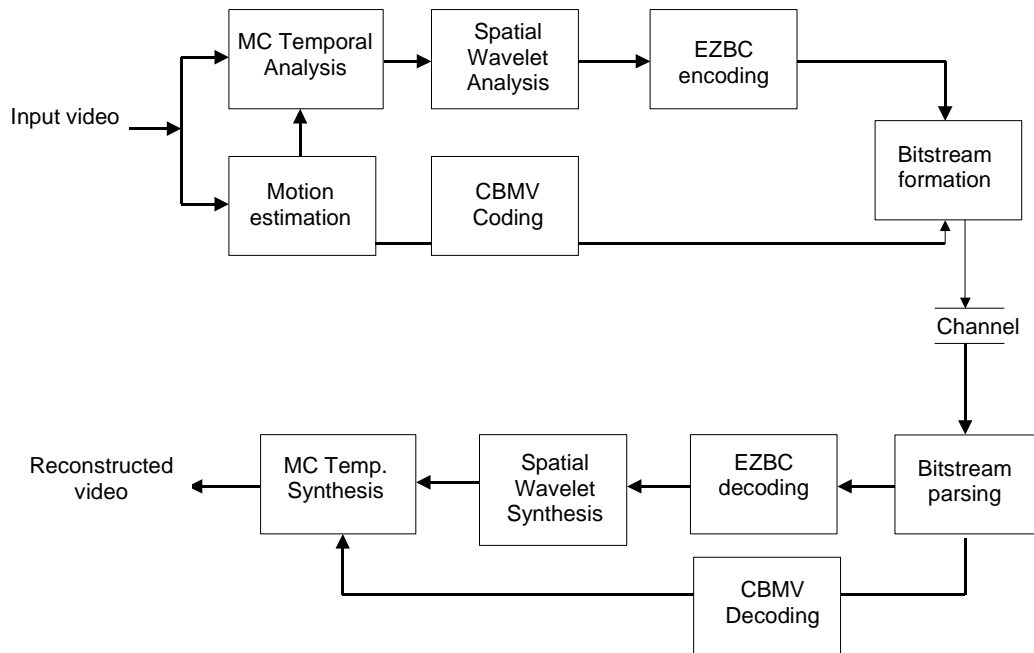 MC Temporal
Analysis
Spatial
Wavelet
Analysis
EZBC
encoding
Input video
Motion
estimation
CBMV
Coding
Bitstream
formation
Channel
Reconstructed
video
MC Temp.
Synthesis
Spatial
Wavelet
Synthesis
EZBC
decoding
Bitstream
parsing
CBMV
Decoding